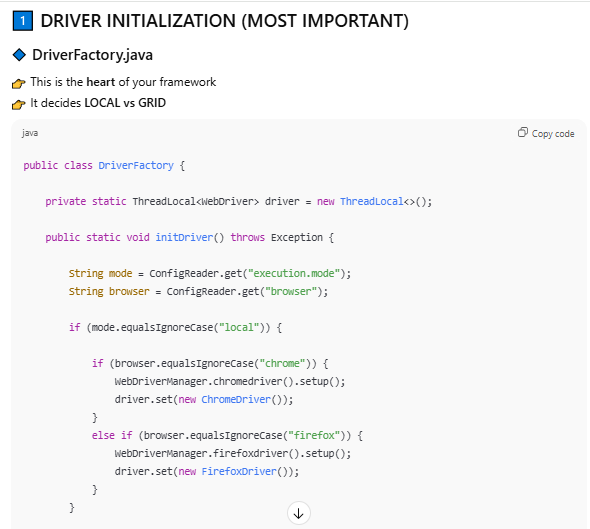 1 DRIVER INITIALIZATION (MOST IMPORTANT)
DriverFactory.java
This is the heart of your framework
It decides LOCAL vs GRID
java Copy code
public class DriverFactory {
private static ThreadLocal<WebDriver> driver = new ThreadLocal<>();
public static void initDriver() throws Exception {
String mode = ConfigReader.get("execution.mode");
String browser = ConfigReader.get("browser");
if (mode.equalsIgnoreCase("local")) {
if (browser.equalsIgnoreCase("chrome")) {
WebDriverManager.chromedriver().setup();
driver.set(new ChromeDriver());
}
else if (browser.equalsIgnoreCase("firefox")) {
WebDriverManager.firefoxdriver().setup();
driver.set(new FirefoxDriver());
}
}